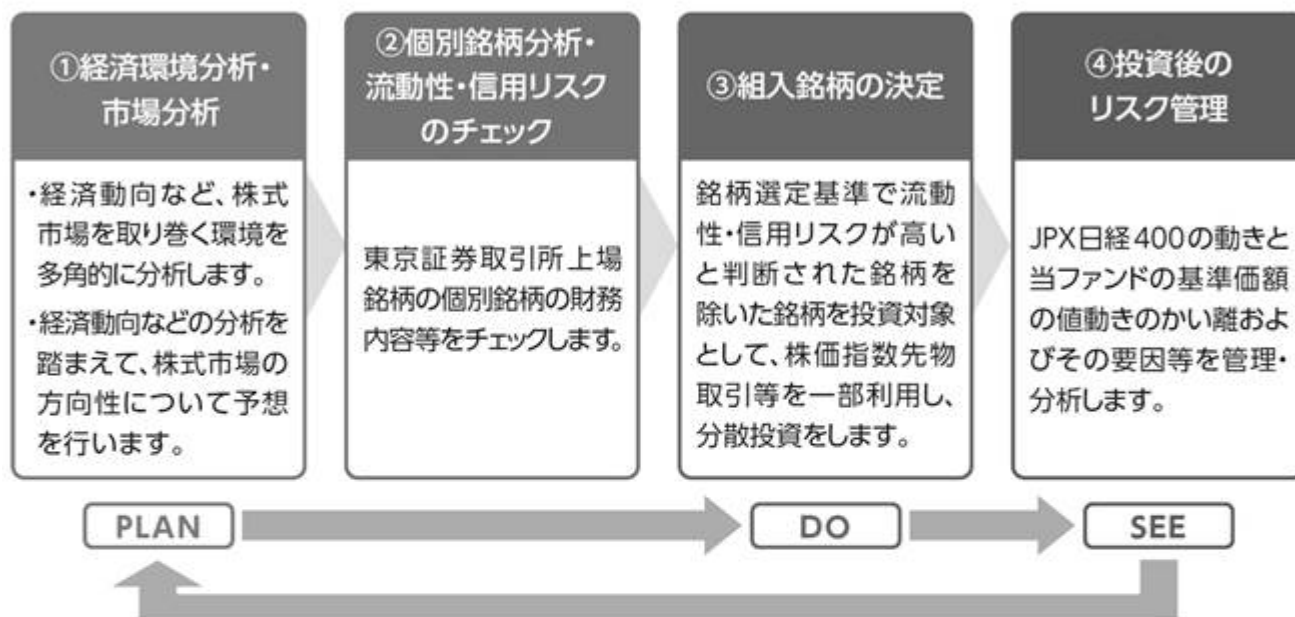 ①経済環境分析・
市場分析
・経済動向など、株式
市場を取り巻く環境を
多角的に分析します。
・経済動向などの分析を
踏まえて、株式市場の
方向性について予想
を行います。
②個別銘柄分析・
流動性・信用リスク
のチェック
東京証券取引所上場
銘柄の個別銘柄の財務
内容等をチェックします。
③組入銘柄の決定
銘柄選定基準で流動
性・信用リスクが高い
と判断された銘柄を
除いた銘柄を投資対象
として、株価指数先物
取引等を一部利用し、
分散投資をします。
④投資後の
リスク管理
JPX日経400の動きと
当ファンドの基準価額
の値動きのかい離およ
びその要因等を管理・
分析します。
PLAN
DO
SEE